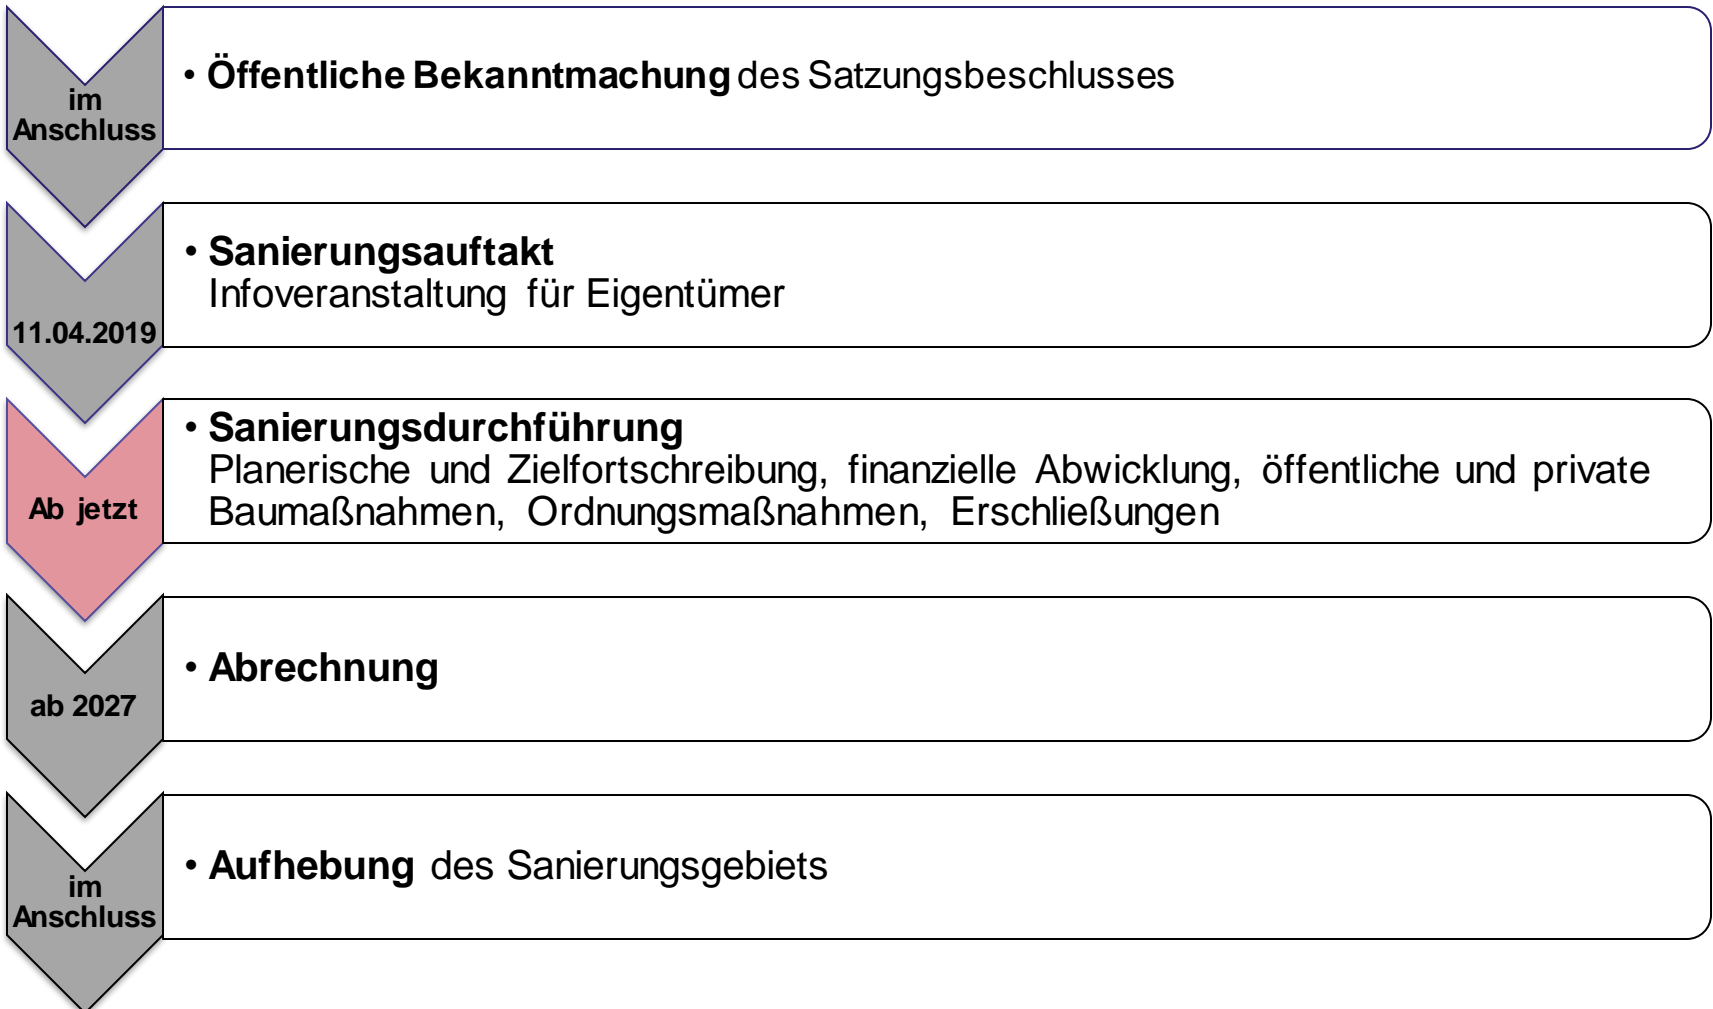 im
Anschluss
• Öffentliche Bekanntmachung des Satzungsbeschlusses
11.04.2019
• Sanierungsauftakt
Infoveranstaltung für Eigentümer
Ab jetzt
• Sanierungsdurchführung
Planerische und Zielfortschreibung, finanzielle Abwicklung, öffentliche und private
Baumaßnahmen, Ordnungsmaßnahmen, Erschließungen
ab 2027
• Abrechnung
im
Anschluss
• Aufhebung des Sanierungsgebiets